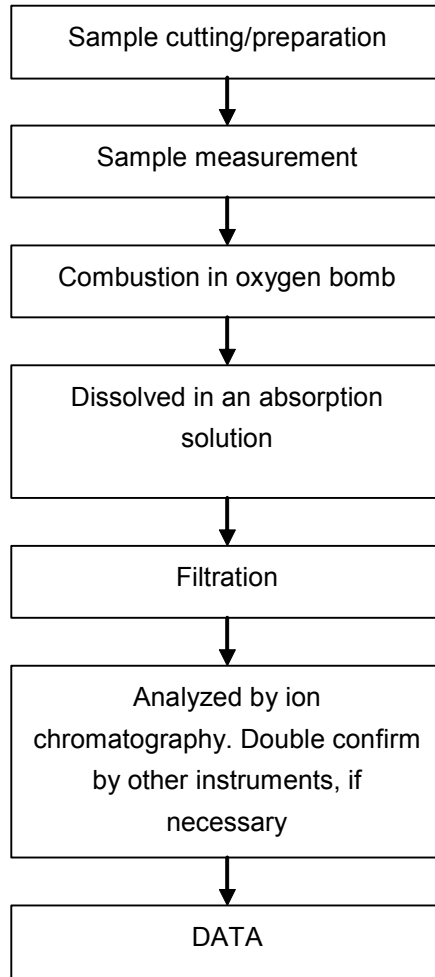 Sample cutting/preparation
Sample measurement
Combustion in oxygen bomb
Dissolved in an absorption
solution
Filtration
Analyzed by ion
chromatography. Double confirm
by other instruments, if
necessary
DATA